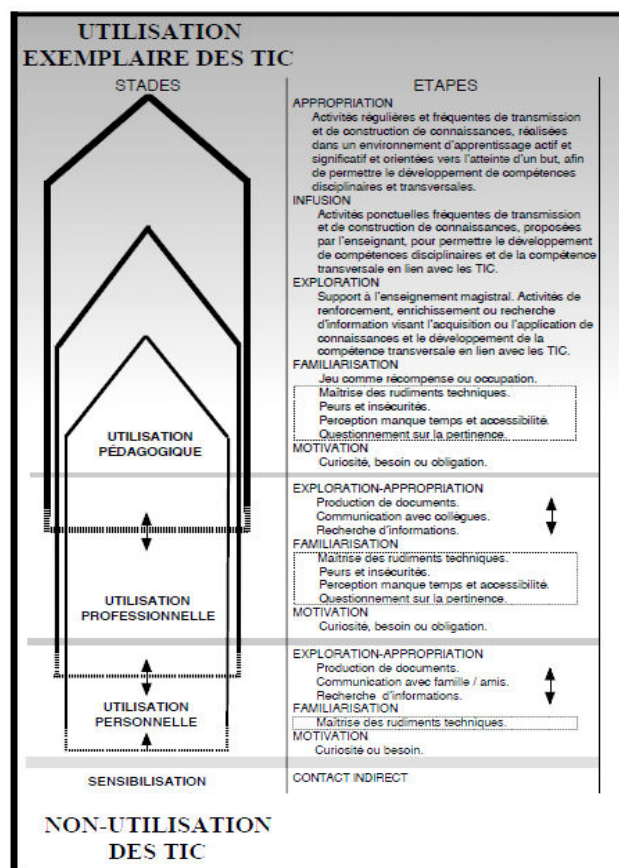 UTILISATION
EXEMPLAIRE DES TIC
STADES
ETAPES
APPROPRIATION
Activités régulières et fréquentes de transmission
et de construction de connaissances, réalisées
dans un environnement d'apprentissage actif et
significatif et orientées vers l'atteinte d'un but, afin
de permettre le développement de compétences
disciplinaires et transversales.
INFUSION
Activités ponctuelles fréquentes de transmission
et de construction de connaissances, proposées
par l'enseignant, pour permettre le développement
de compétences disciplinaires et de la compétence
transversale en lien avec les TIC.
EXPLORATION
Support à l'enseignement magistral. Activités de
renforcement, enrichissement ou recherche
d'information visant l'acquisition ou l'application de
connaissances et le développement de la
compétence transversale en lien avec les TIC.
FAMILIARISATION
Jeu comme récompense ou occupation.
Maîtrise des rudiments techniques.
Peurs et insécurités.
Perception manque temps et accessibilité.
Questionnement sur la pertinence.
MOTIVATION
Curiosité, besoin ou obligation.
UTILISATION
PÉDAGOGIQUE
EXPLORATION-APPROPRIATION
Production de documents.
Communication avec collègues.
Recherche d'informations.
FAMILIARISATION
Maîtrise des rudiments techniques.
Peurs et insécurités.
Perception manque temps et accessibilité.
Questionnement sur la pertinence.
MOTIVATION
Curiosité, besoin ou obligation.
UTILISATION
PROFESSIONNELLE
EXPLORATION-APPROPRIATION
Production de documents.
Communication avec famille / amis.
Recherche d'informations.
FAMILIARISATION
Maîtrise des rudiments techniques.
MOTIVATION
Curiosité ou besoin.
UTILISATION
PERSONNELLE
SENSIBILISATION
CONTACT INDIRECT
NON-UTILISATION
DES TIC